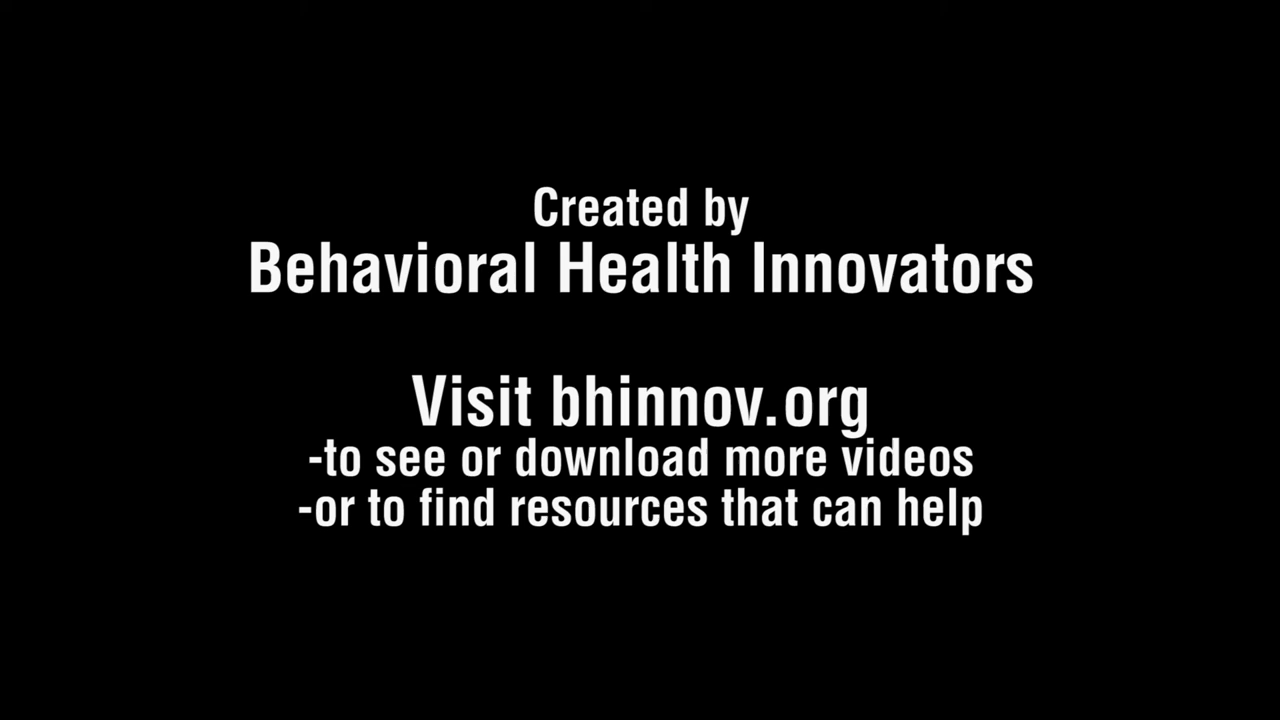 Created by
Behavioral Health Innovators
Visit bhinnov.org
-to see or download more videos
-or to find resources that can help